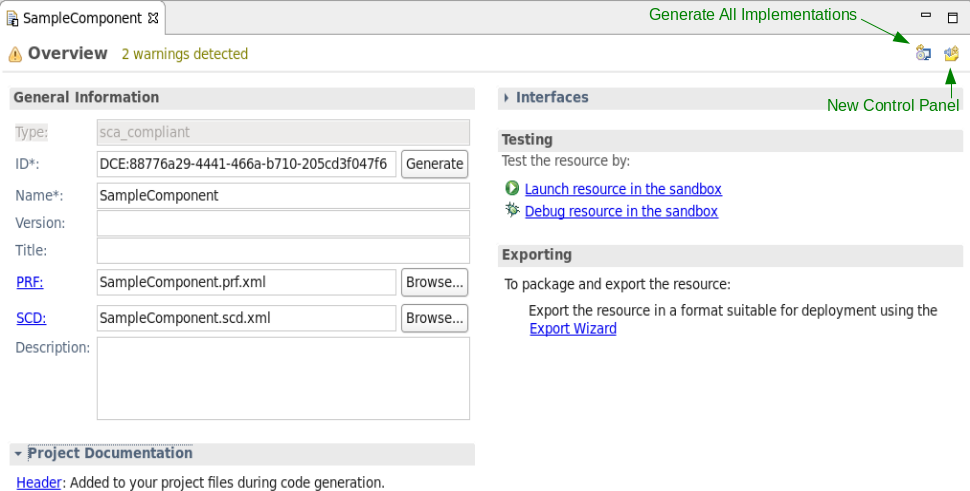 SampleComponent
Generate All Implementations
Overview 2 warnings detected
New Control Panel
General Information
Type: sca_compliant
ID*: DCE:88776a29-4441-466a-b710-205cd3f047f6 Generate
Name*: SampleComponent
Version:
Title:
PRF: SampleComponent.prf.xml Browse...
SCD: SampleComponent.scd.xml Browse...
Description:
Project Documentation
Header: Added to your project files during code generation.
Interfaces
Testing
Test the resource by:
Launch resource in the sandbox
Debug resource in the sandbox
Exporting
To package and export the resource:
Export the resource in a format suitable for deployment using the
Export Wizard